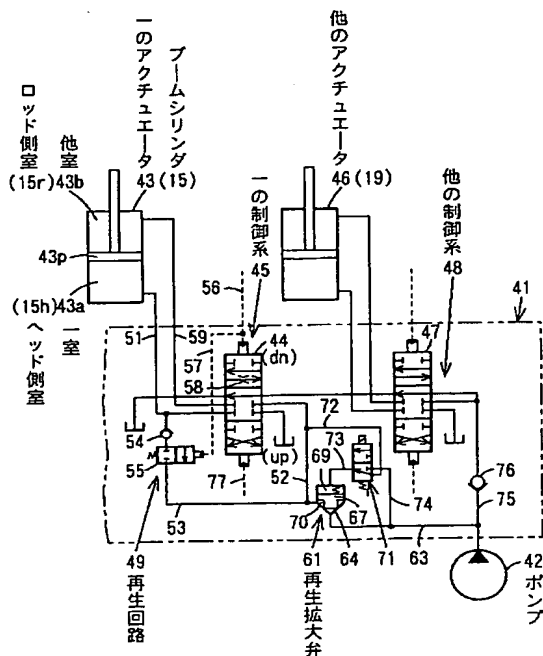 ロッド側室
(15r)
他室
43b
一のアクチュエータ
ブームシリンダ
43(15)
他のアクチュエータ
46(19)
一の制御系
45
他の制御系
48
43p
(15h)
ヘッド側室
43a
一室
56
41
51
59
57
44
(dn)
47
58
72
54
55
(up)
73
69
74
76
77
52
67
75
53
70
64
71
63
49
再生回路
61
再生拡大弁
42
ポンプ